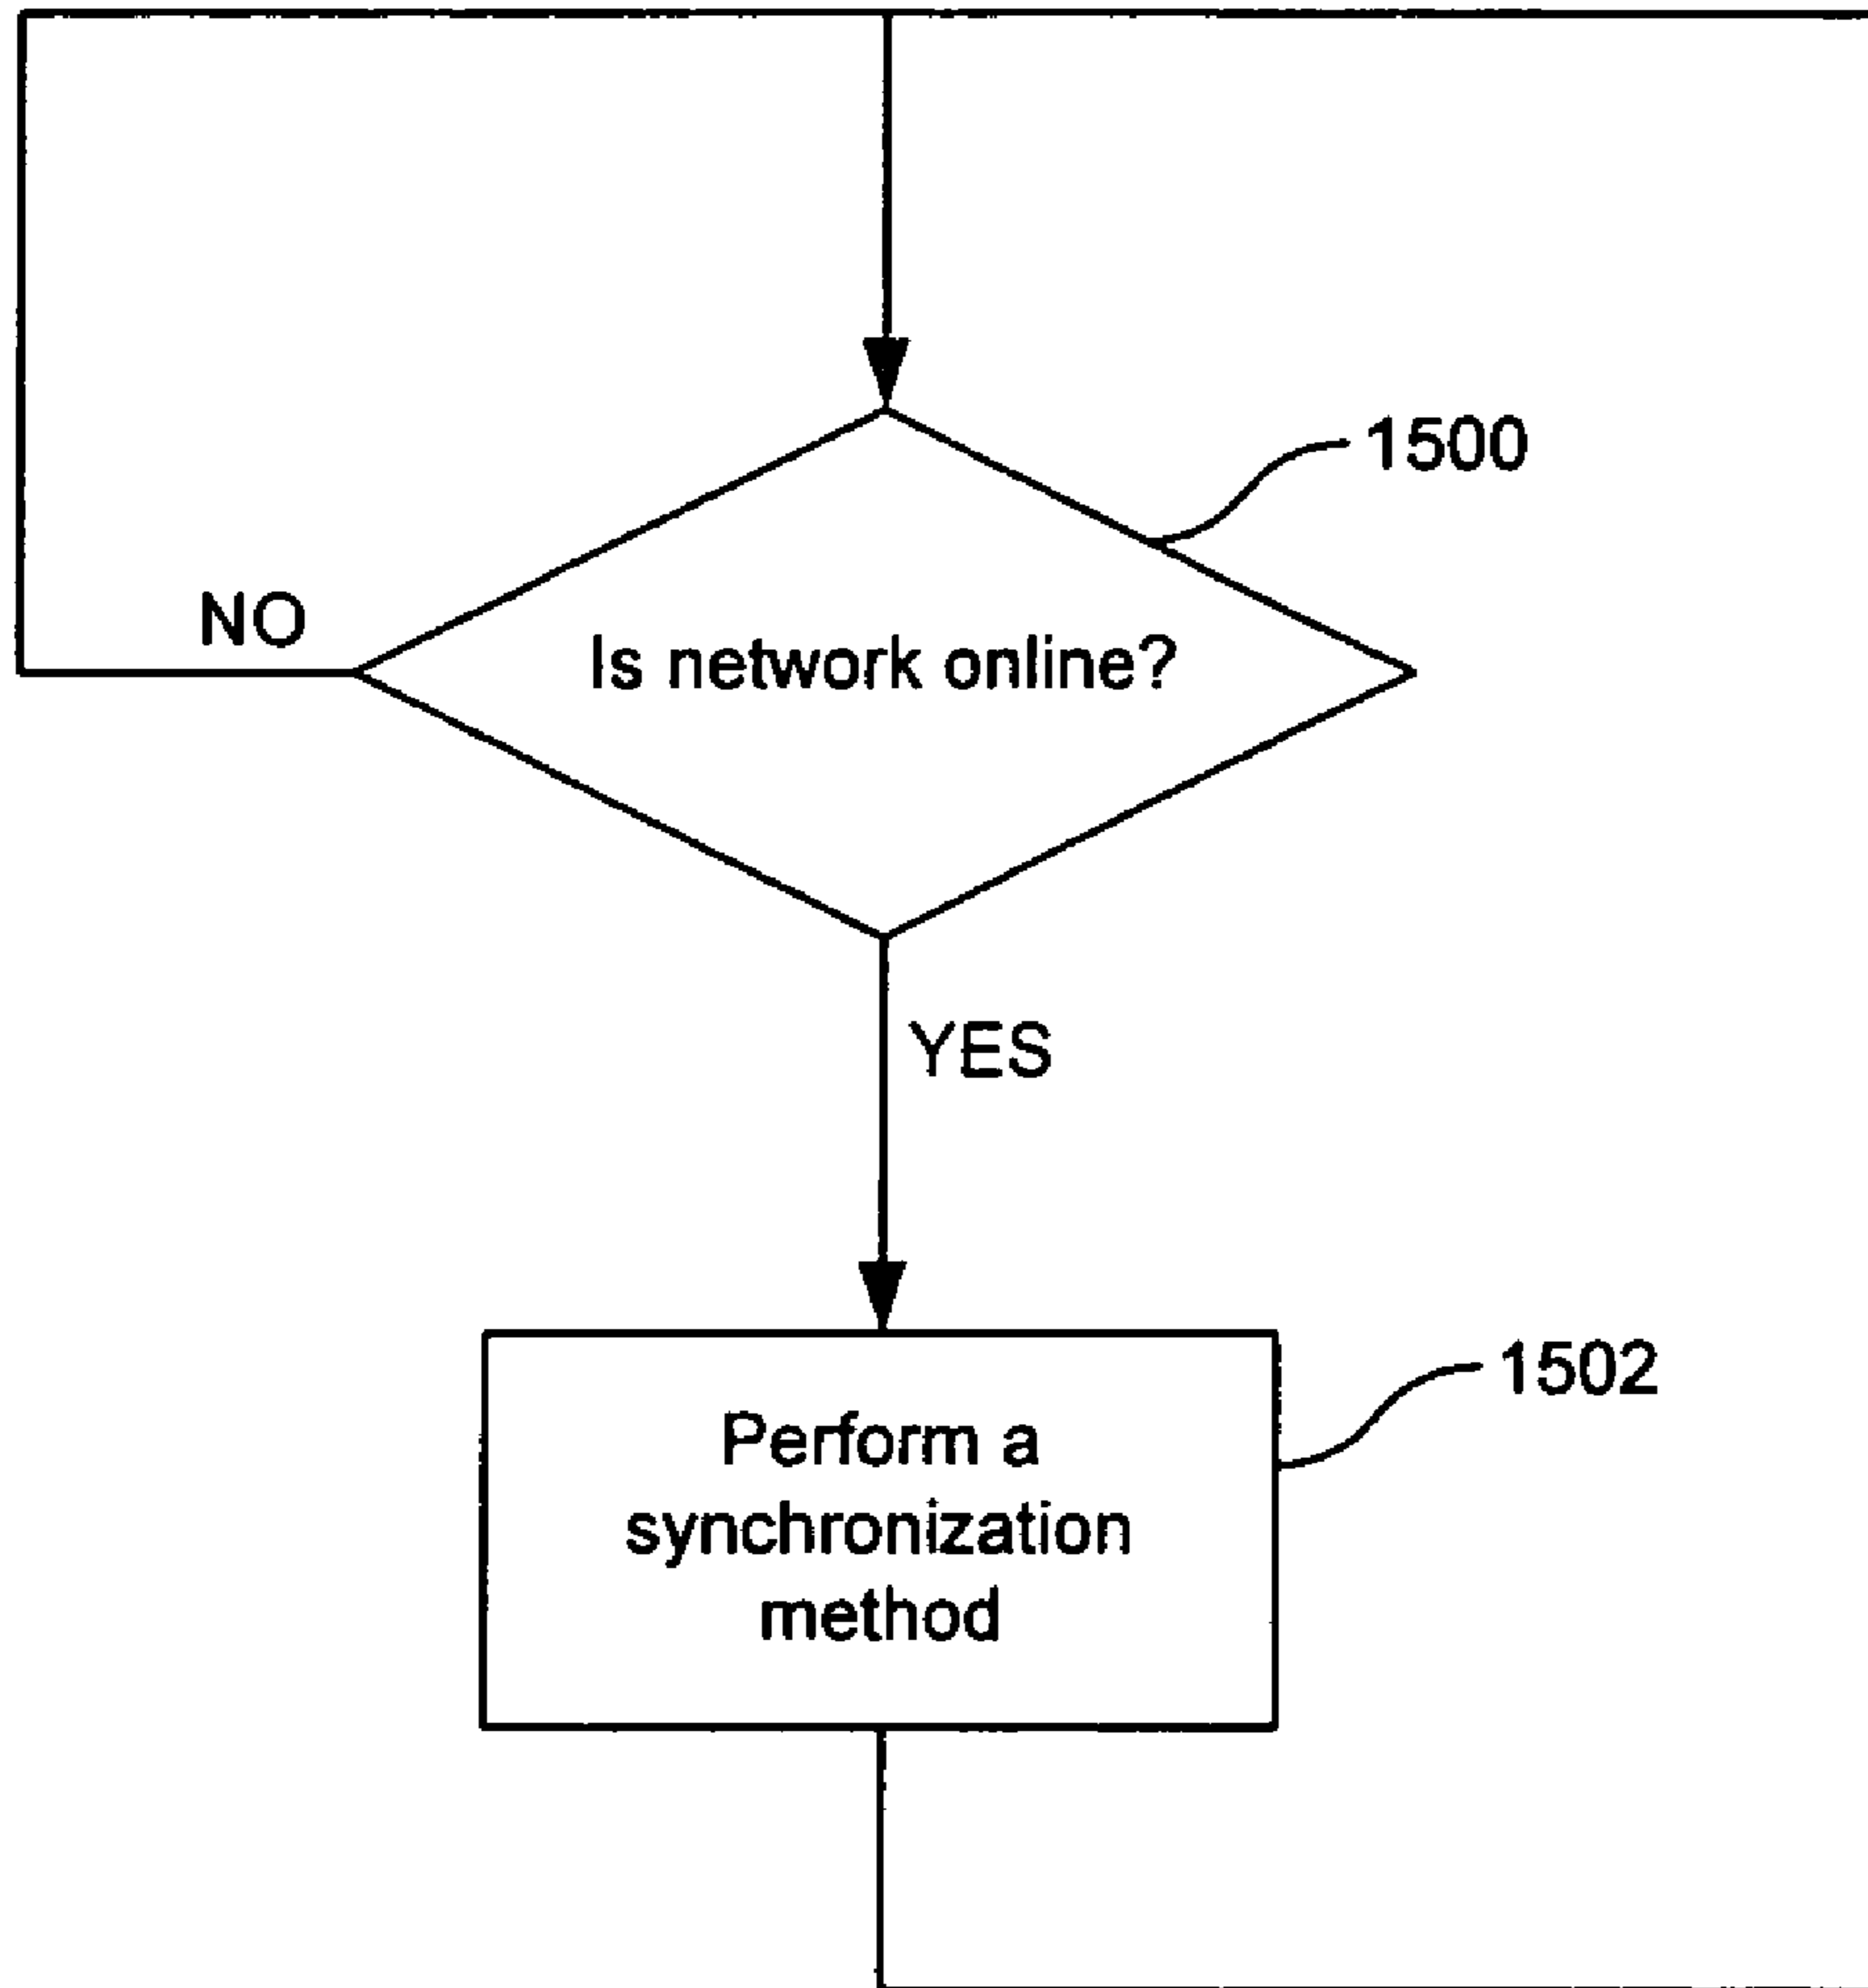 1500
NO
Is network online?
YES
1502
Perform a
synchronization
method